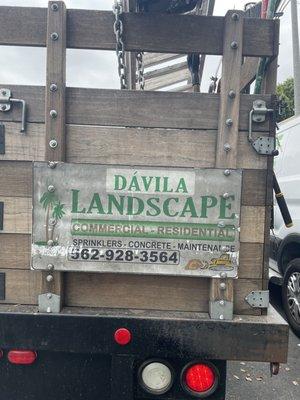 DÁVILA
LANDSCAPE
COMMERCIAL - RESIDENTIAL
SPRINKLERS - CONCRETE - MAINTENANCE
562-928-3564